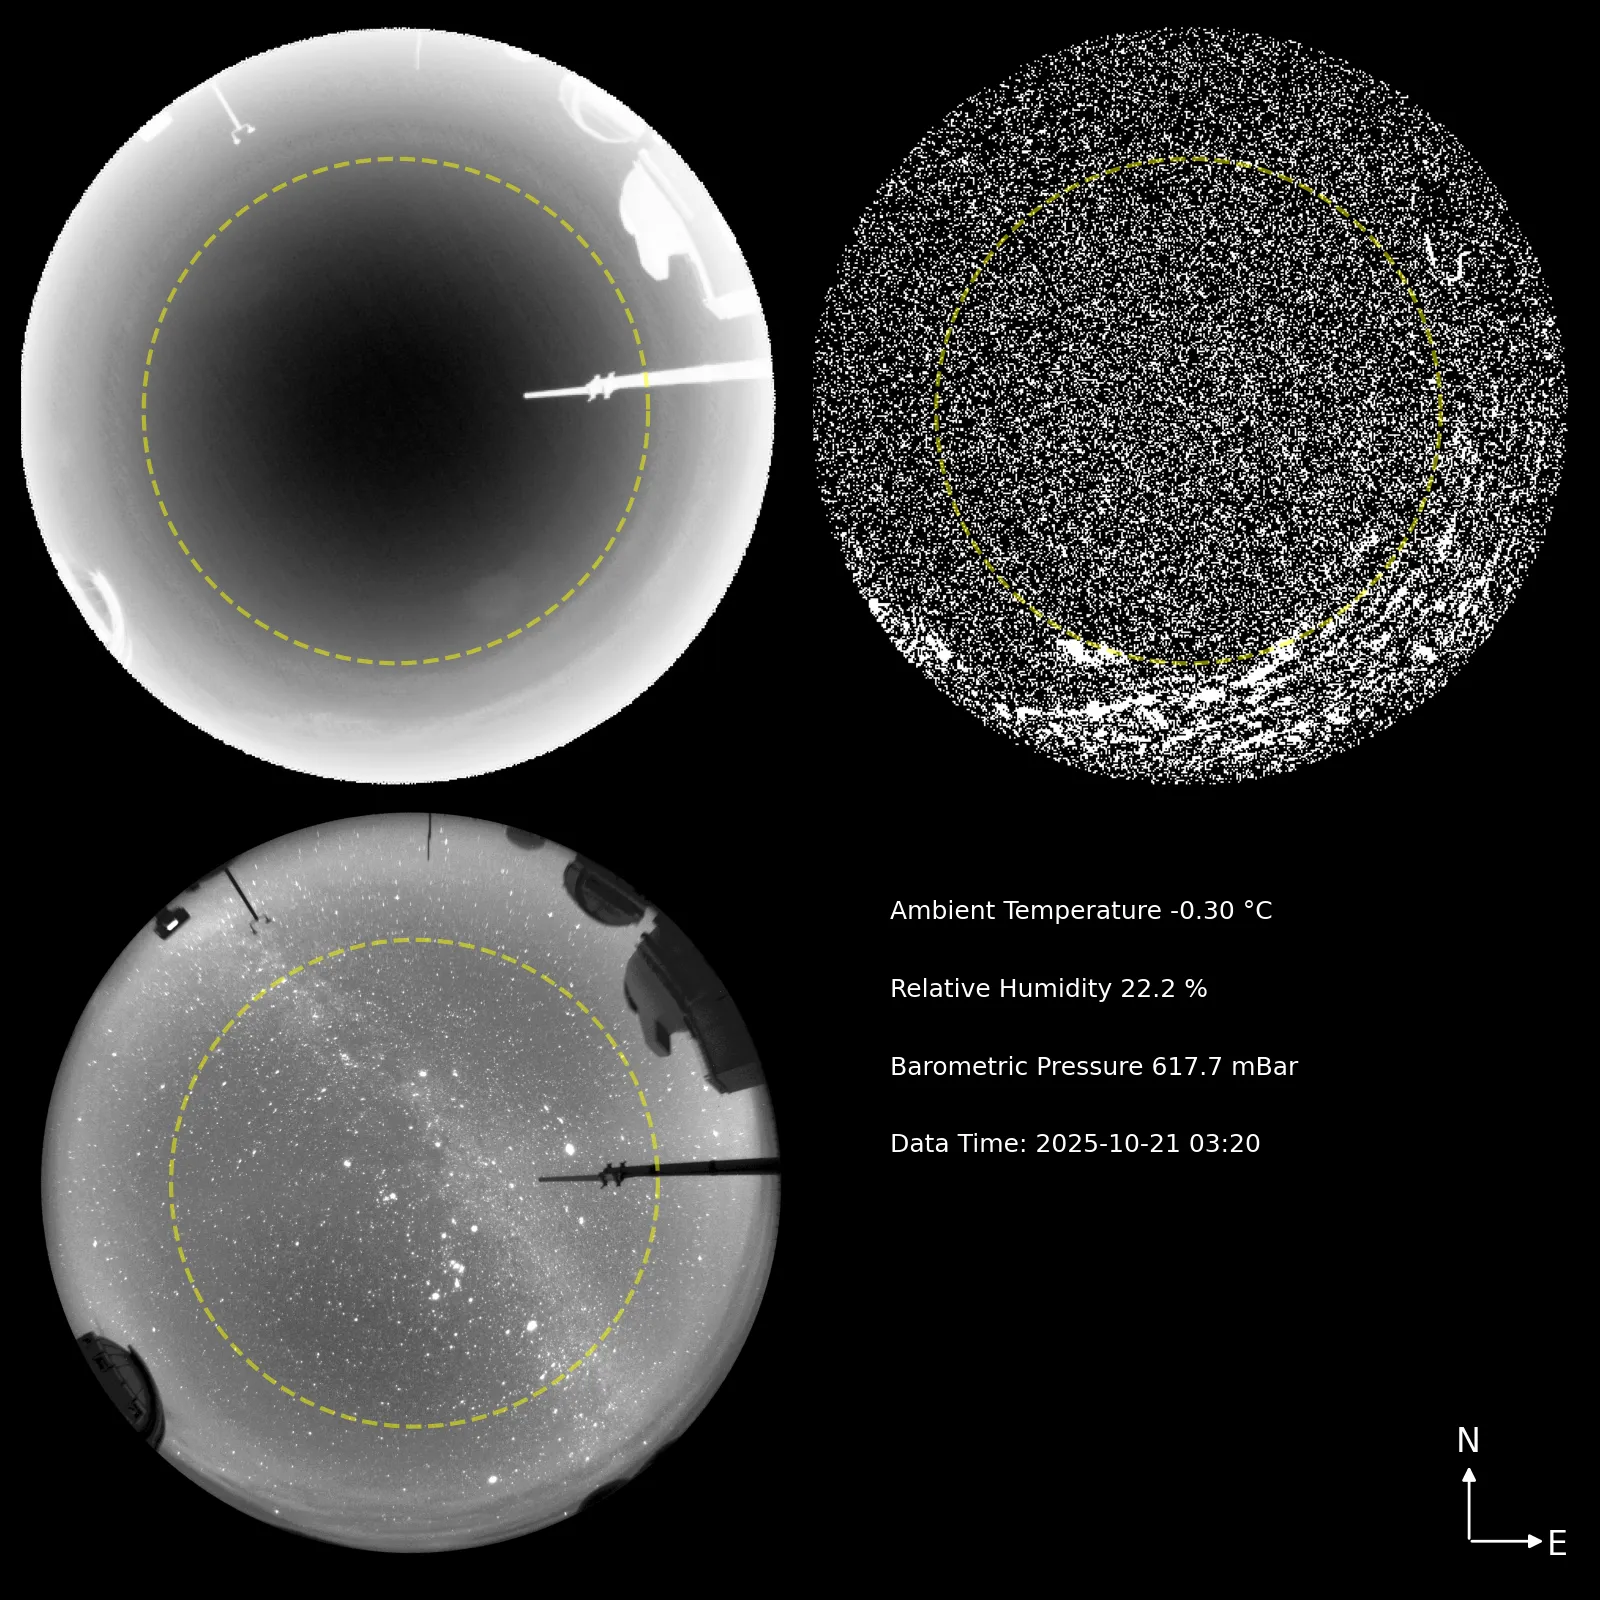 Ambient Temperature -0.30 °C
Relative Humidity 22.2 %
Barometric Pressure 617.7 mBar
Data Time: 2025-10-21 03:20
N
E